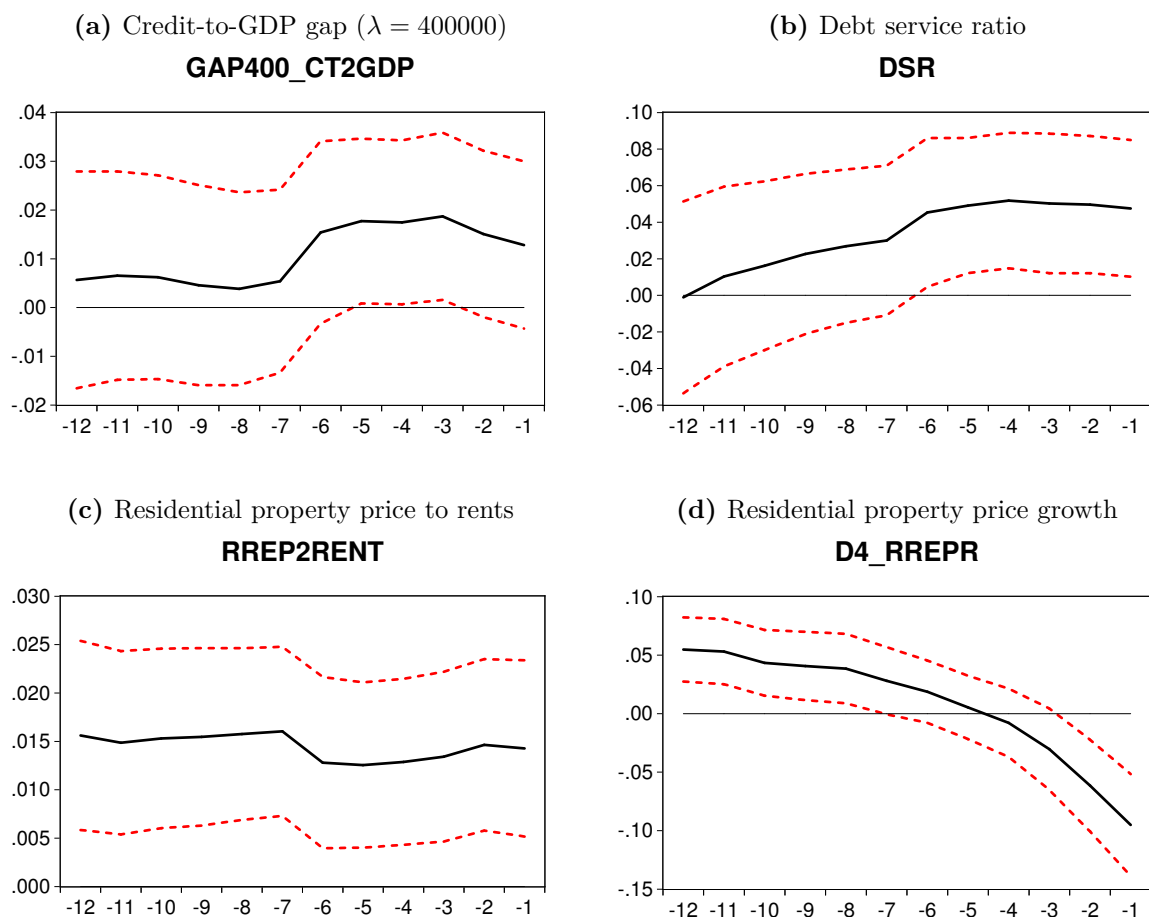 (a) Credit-to-GDP gap (λ = 400000)
GAP400_CT2GDP
.04
.03
.02
.01
.00
-.01
-.02
-12 -11 -10 -9 -8 -7 -6 -5 -4 -3 -2 -1
(b) Debt service ratio
DSR
.10
.08
.06
.04
.02
.00
-.02
-.04
-.06
-12 -11 -10 -9 -8 -7 -6 -5 -4 -3 -2 -1
(c) Residential property price to rents
RREP2RENT
.030
.025
.020
.015
.010
.005
.000
-12 -11 -10 -9 -8 -7 -6 -5 -4 -3 -2 -1
(d) Residential property price growth
D4_RREPR
.10
.05
.00
-.05
-.10
-.15
-12 -11 -10 -9 -8 -7 -6 -5 -4 -3 -2 -1